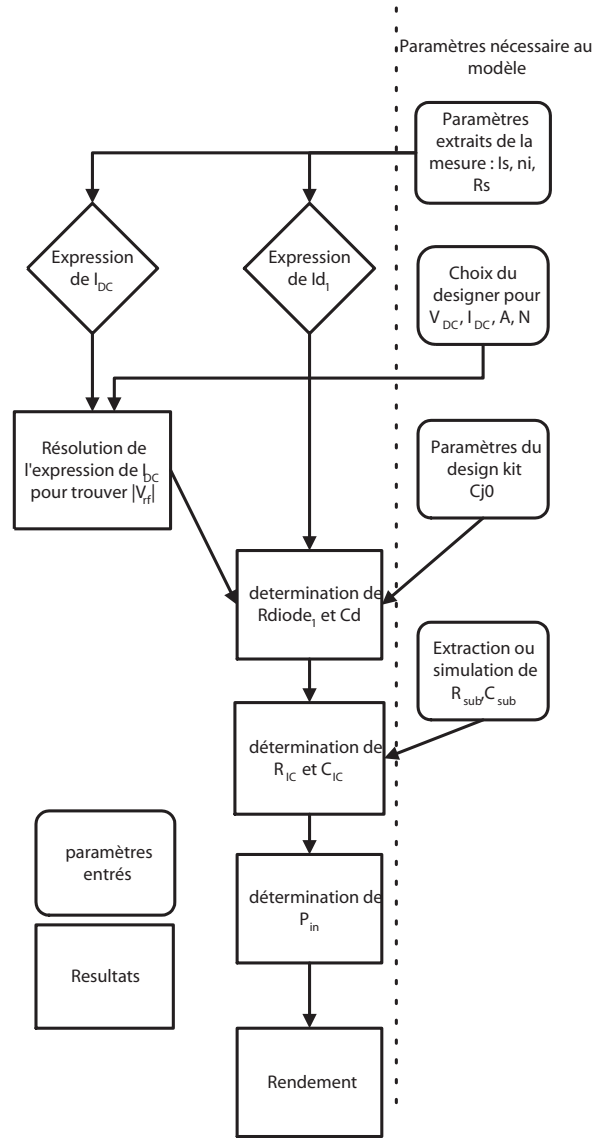 Paramètres nécessaire au
modèle
Paramètres
extraits de la
mesure : Is, ni,
Rs
Expression
de I_DC
Expression
de Id_1
Choix du
designer pour
V_DC, I_DC, A, N
Résolution de
l'expression de I_DC
pour trouver |V_rf|
Paramètres du
design kit
Cj0
determination de
Rdiode_1 et Cd
Extraction ou
simulation de
R_sub,C_sub
détermination de
R_IC et C_IC
paramètres
entrés
détermination de
P_in
Resultats
Rendement